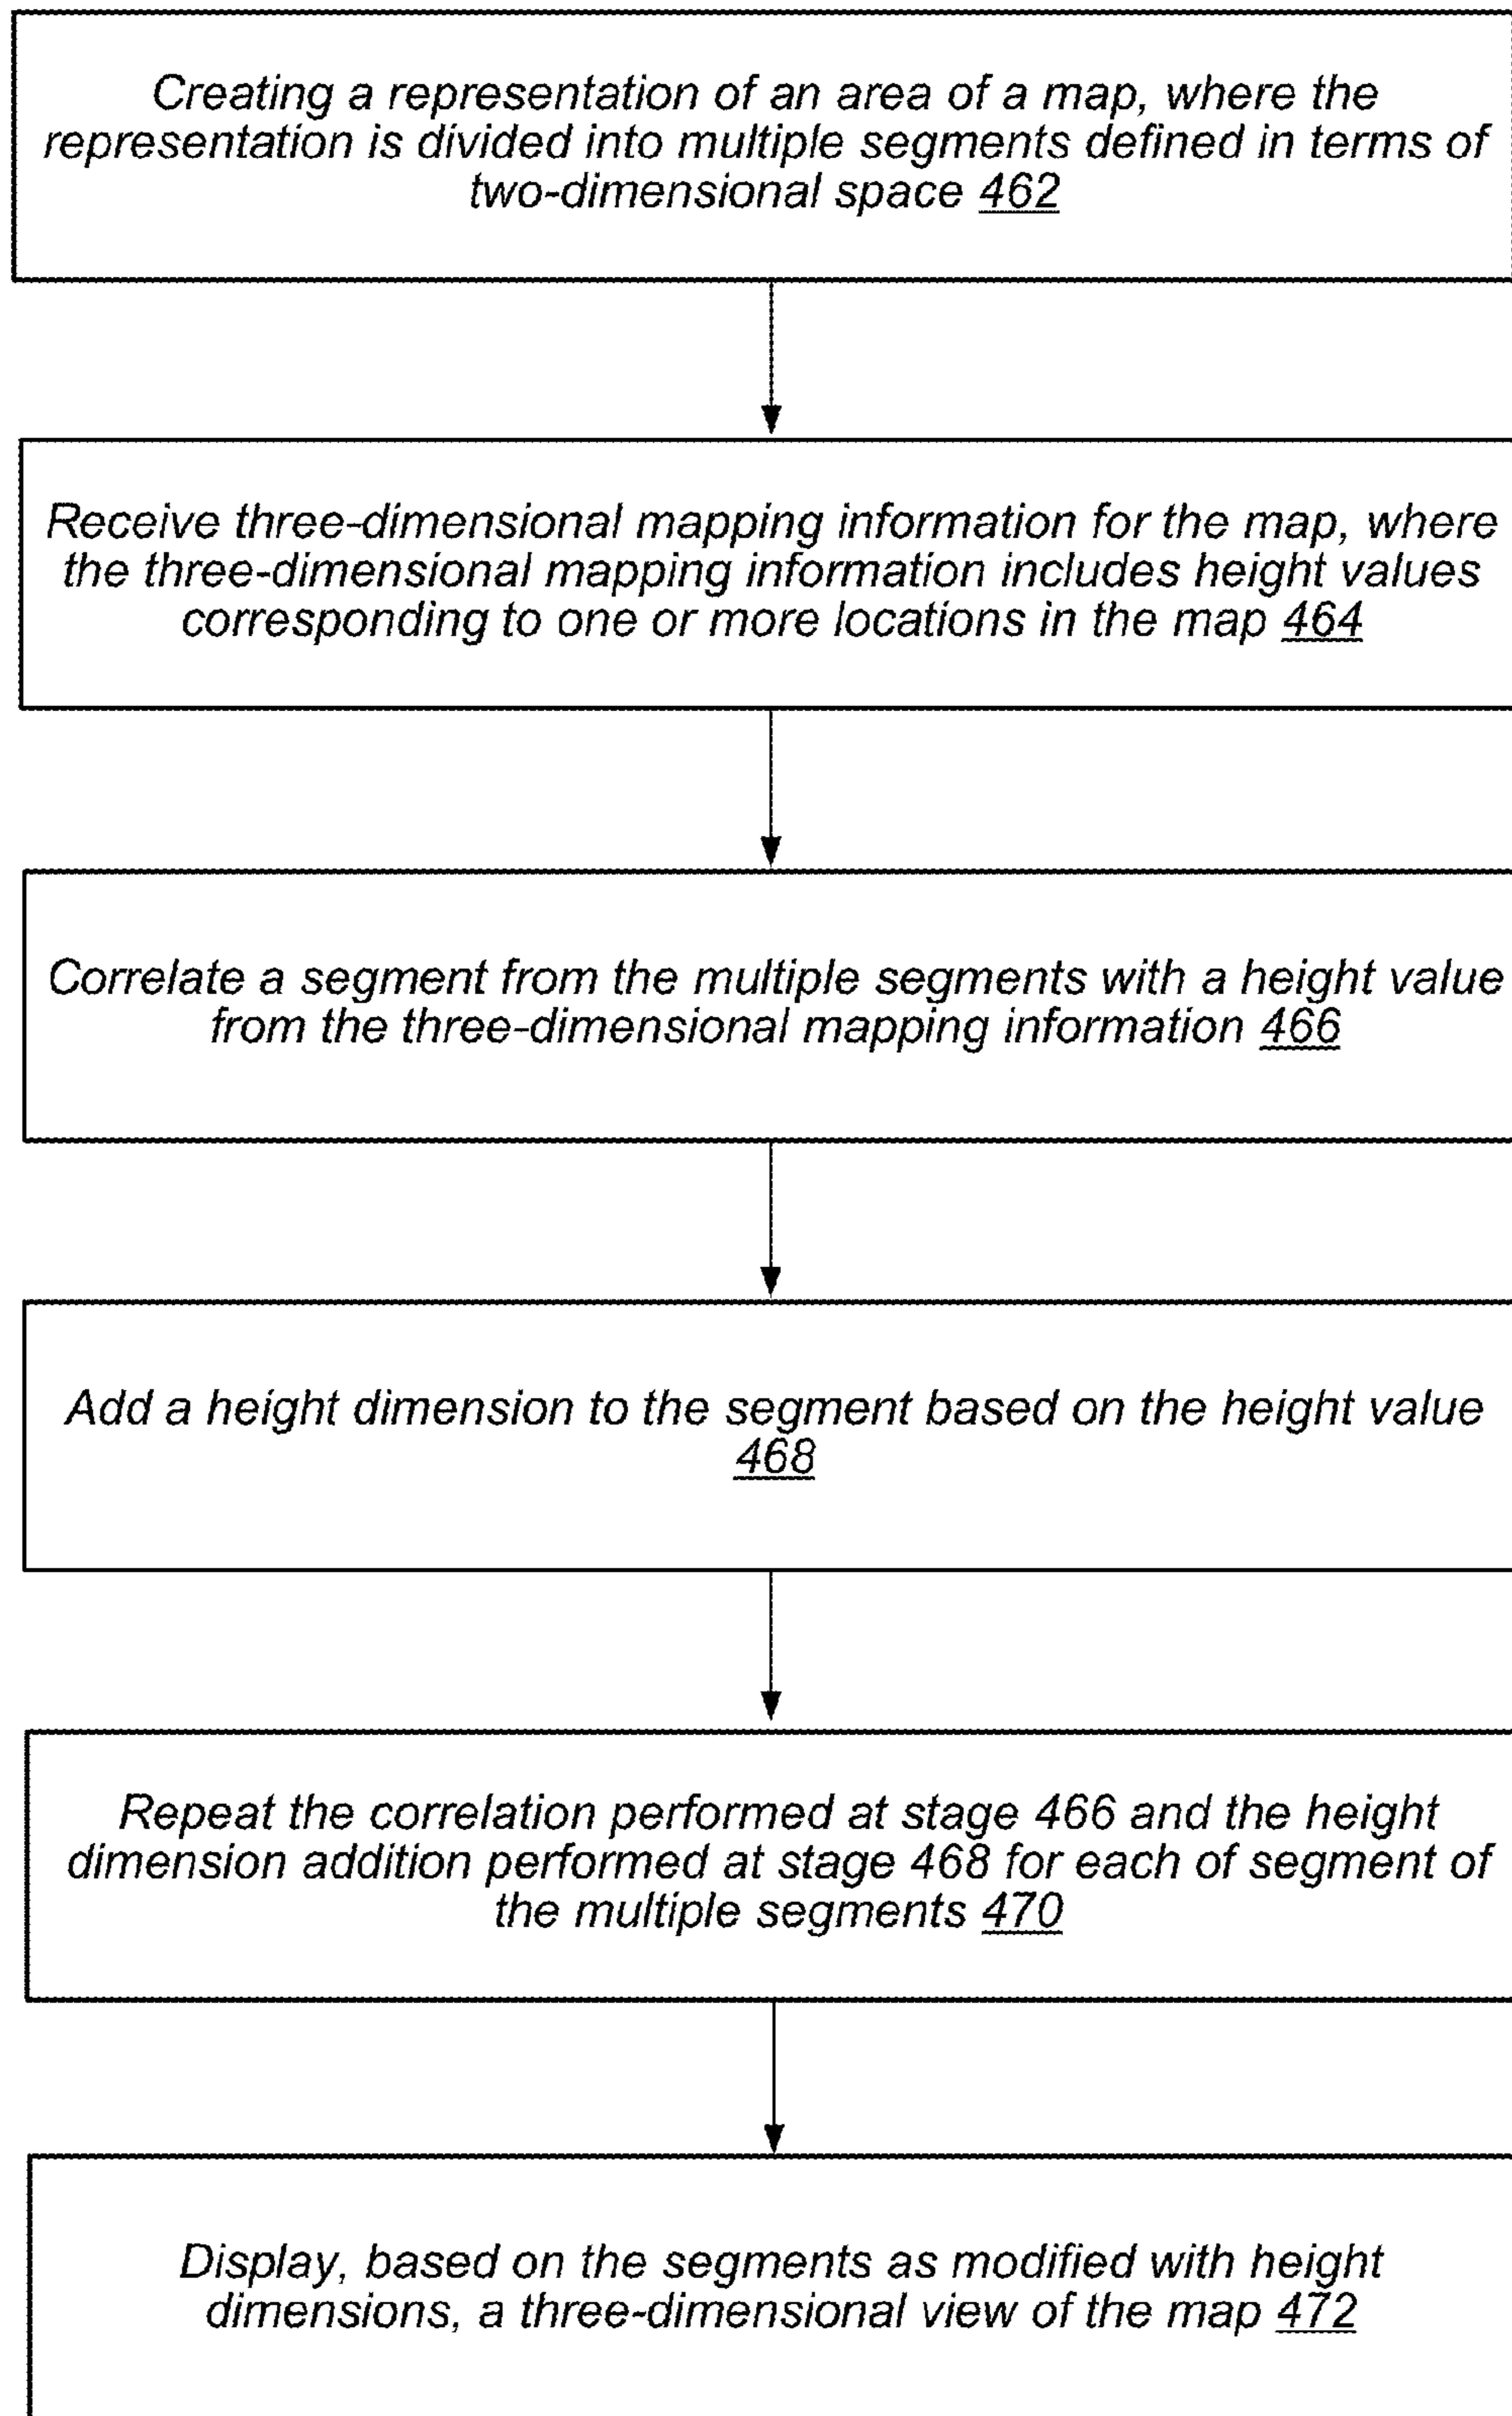 Creating a representation of an area of a map, where the
representation is divided into multiple segments defined in terms of
two-dimensional space 462
Receive three-dimensional mapping information for the map, where
the three-dimensional mapping information includes height values
corresponding to one or more locations in the map 464
Correlate a segment from the multiple segments with a height value
from the three-dimensional mapping information 466
Add a height dimension to the segment based on the height value
468
Repeat the correlation performed at stage 466 and the height
dimension addition performed at stage 468 for each of segment of
the multiple segments 470
Display, based on the segments as modified with height
dimensions, a three-dimensional view of the map 472